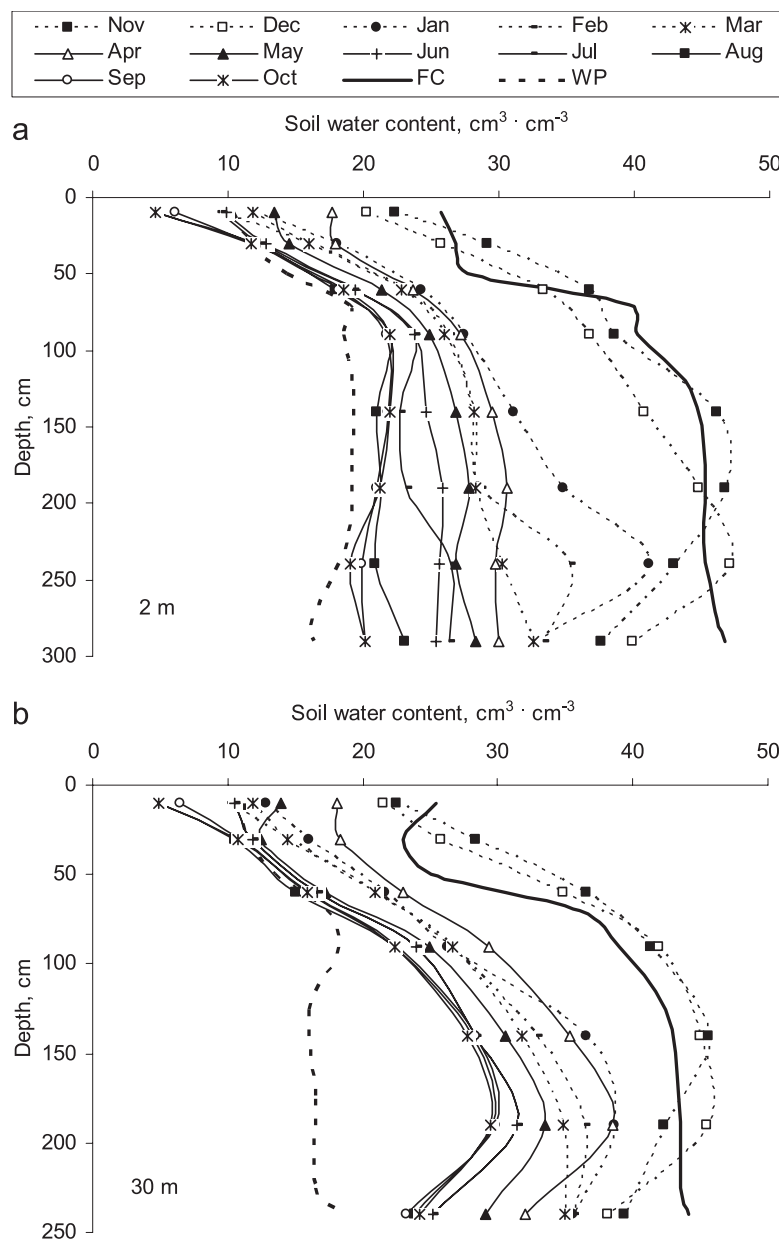 Nov Dec Jan Feb Mar
Apr May Jun Jul Aug
Sep Oct FC WP
a
Soil water content, cm³ · cm⁻³
0 10 20 30 40 50
0
50
100
150
200
250
300
Depth, cm
2 m
b
Soil water content, cm³ · cm⁻³
0 10 20 30 40 50
0
50
100
150
200
250
Depth, cm
30 m